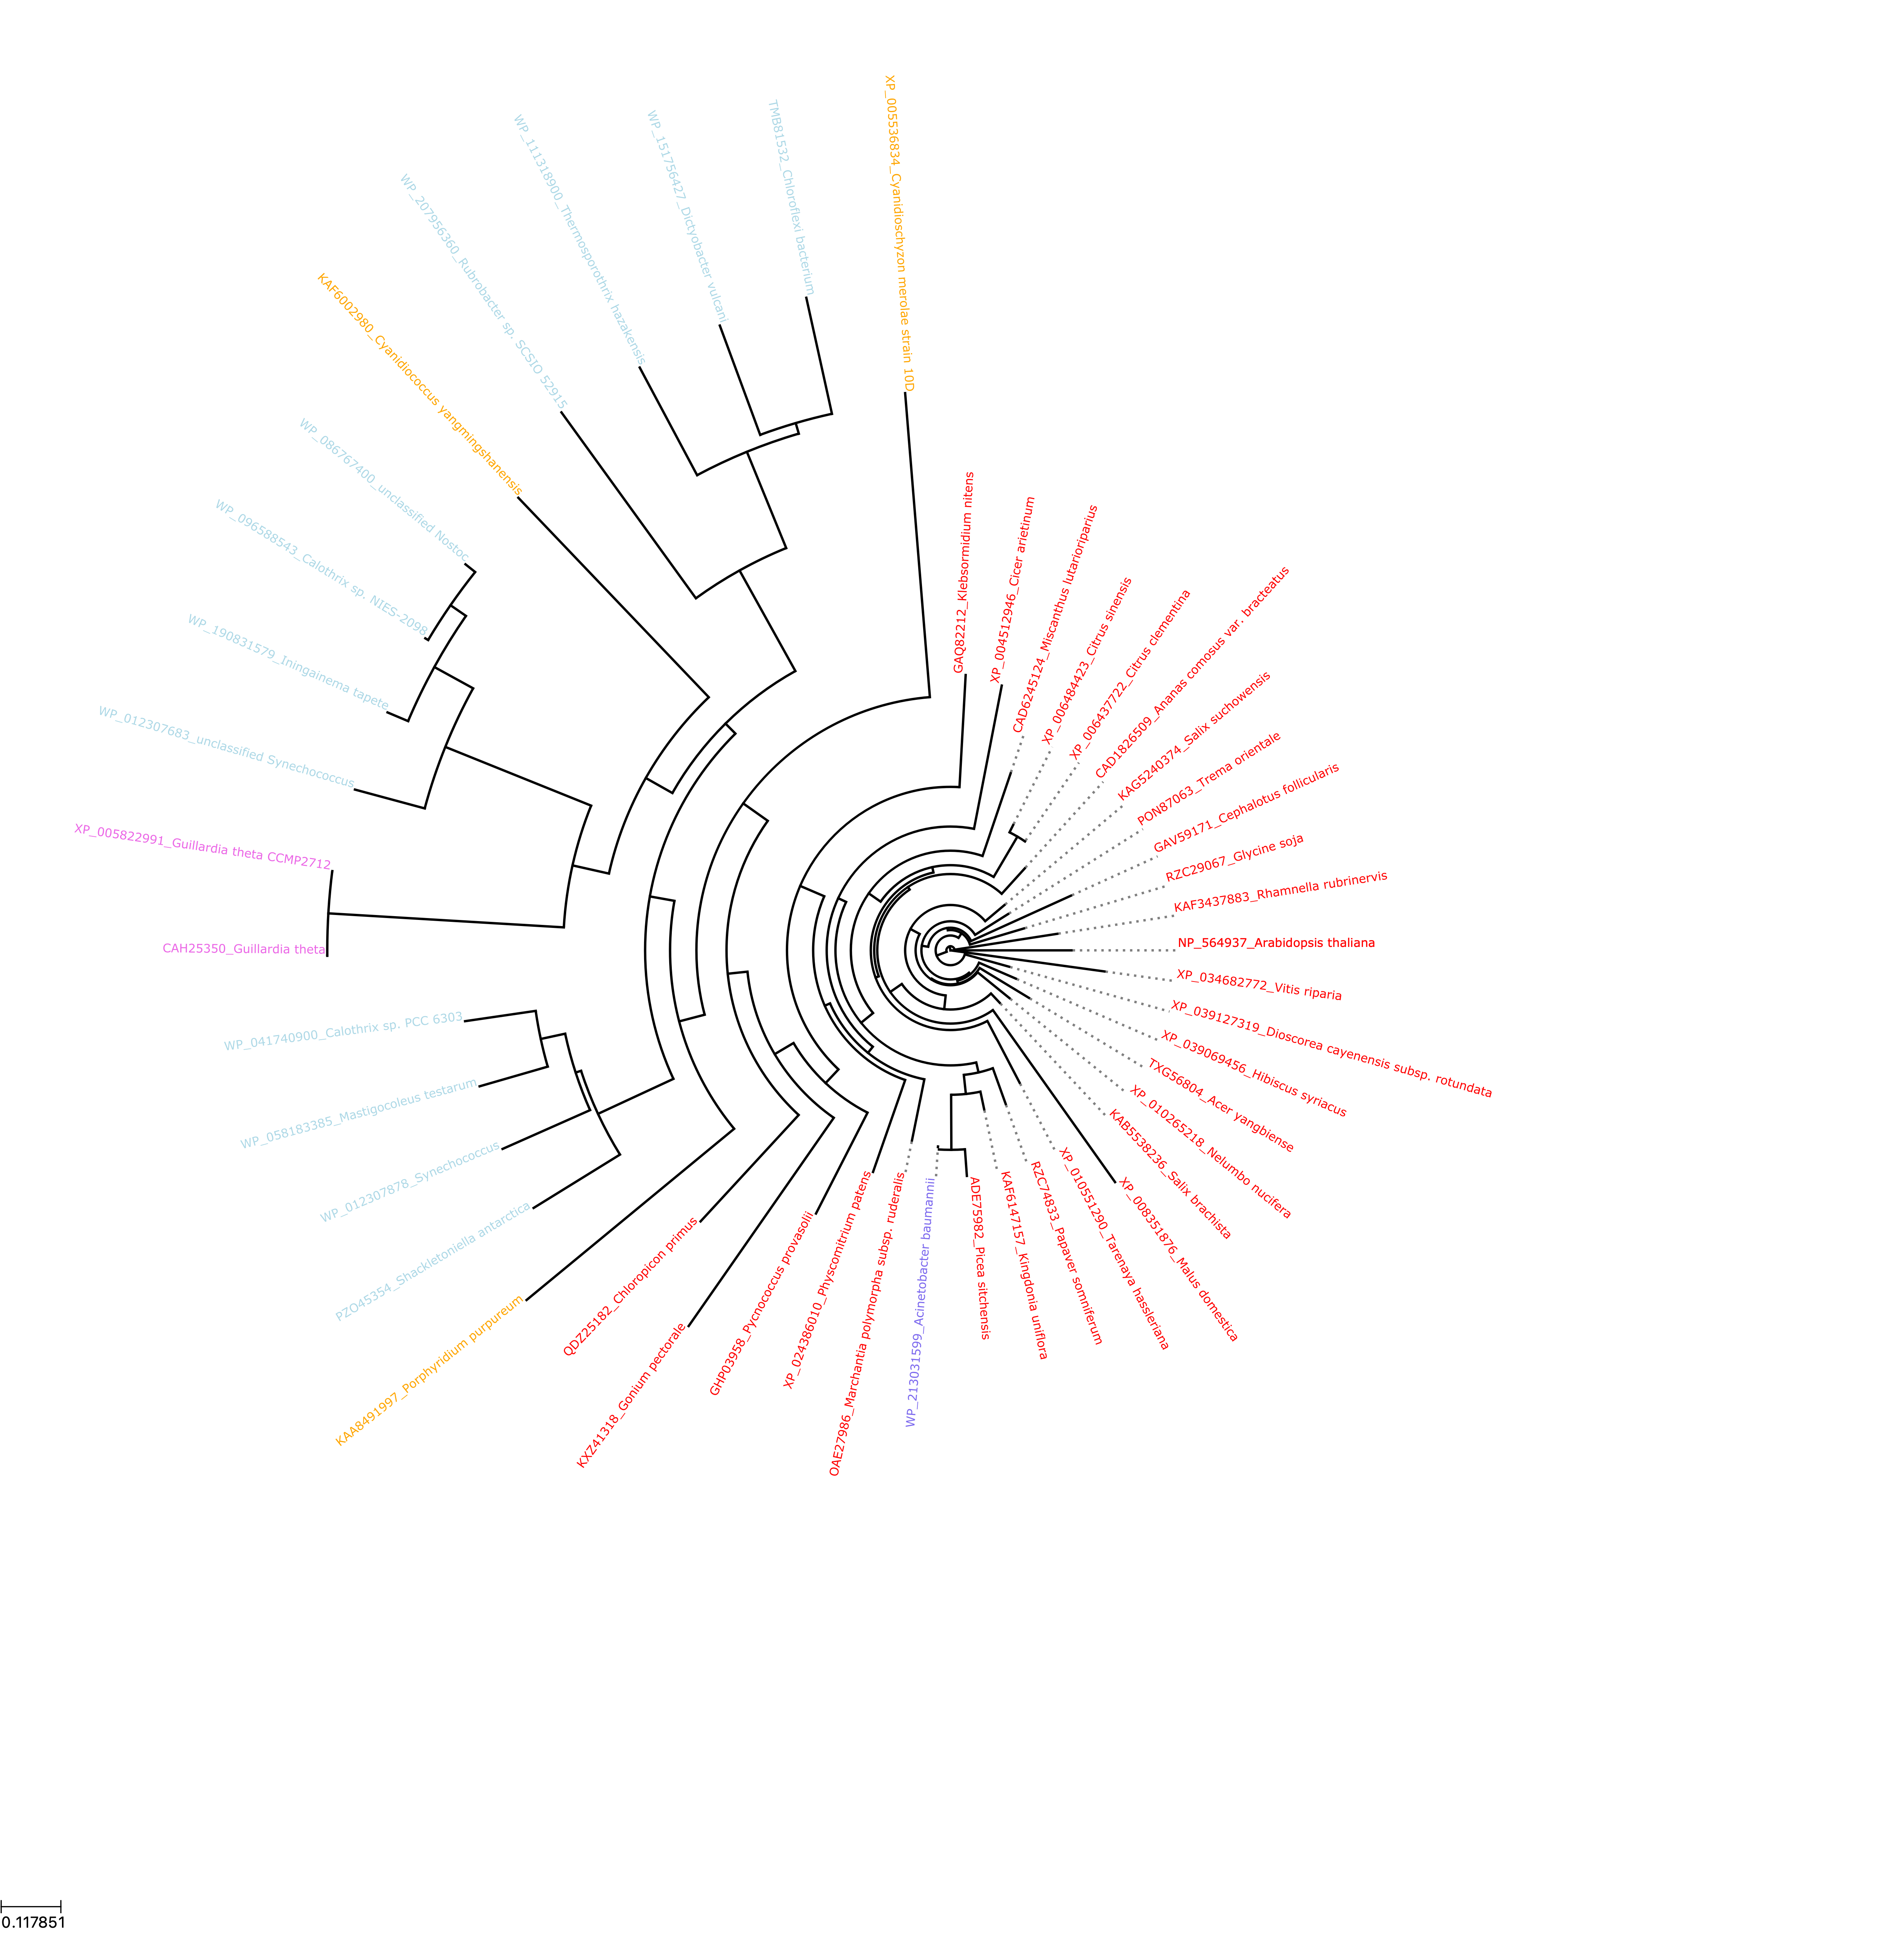 XP_005536834_Cyanidioschyzon merolae strain 10D
TMB81532_Chloroflexi bacterium
WP_151756427_Dictyobacter vulcani
WP_111318900_Thermosporothrix hazakensis
WP_207956360_Rubrobacter sp. SCSIO 52915
KAF6002980_Cyanidiococcus yangmingshanensis
WP_086767400_unclassified Nostoc
WP_096588543_Calothrix sp. NIES-2098
WP_190831579_Iningainema tapete
WP_012307683_unclassified Synechococcus
XP_005822991_Guillardia theta CCMP2712
CAH25350_Guillardia theta
WP_041740900_Calothrix sp. PCC 6303
WP_058183385_Mastigocoleus testarum
WP_012307878_Synechococcus
PZO45354_Shackletoniella antarctica
KAA8491997_Porphyridium purpureum
QDZ25182_Chloropicon primus
KXZ41318_Gonium pectorale
GHP03958_Pycnococcus provasolii
XP_024386010_Physcomitrium patens
OAE27986_Marchantia polymorpha subsp. ruderalis
WP_213031599_Acinetobacter baumannii
ADE75982_Picea sitchensis
KAF6147157_Kingdonia uniflora
RZC74833_Papaver somniferum
XP_010551290_Tarenaya hassleriana
XP_008351876_Malus domestica
KAB5538236_Salix brachista
XP_010265218_Nelumbo nucifera
TXG56804_Acer yangbiense
XP_039069456_Hibiscus syriacus
XP_039127319_Dioscorea cayenensis subsp. rotundata
XP_034682772_Vitis riparia
NP_564937_Arabidopsis thaliana
KAF3437883_Rhamnella rubrinervis
RZC29067_Glycine soja
GAV59171_Cephalotus follicularis
PON87063_Trema orientale
KAG5240374_Salix suchowensis
CAD1826509_Ananas comosus var. bracteatus
XP_006437722_Citrus clementina
XP_006484423_Citrus sinensis
CAD6245124_Miscanthus lutarioriparius
XP_004512946_Cicer arietinum
GAQ82212_Klebsormidium nitens
0.117851